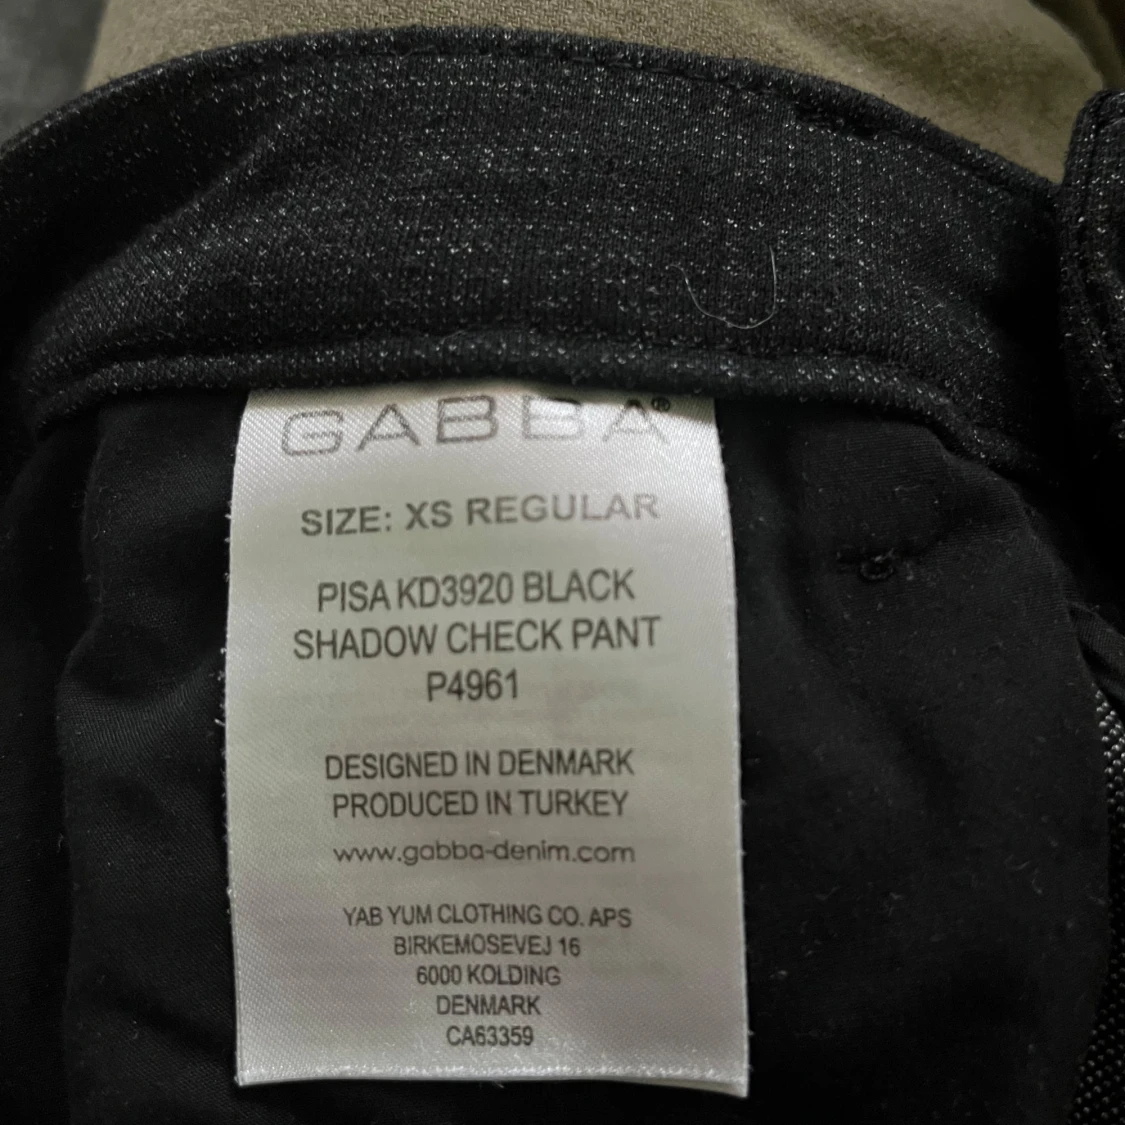 GABBA®
SIZE: XS REGULAR
PISA KD3920 BLACK
SHADOW CHECK PANT
P4961
DESIGNED IN DENMARK
PRODUCED IN TURKEY
www.gabba-denim.com
YAB YUM CLOTHING CO. APS
BIRKEMOSEVEJ 16
6000 KOLDING
DENMARK
CA63359